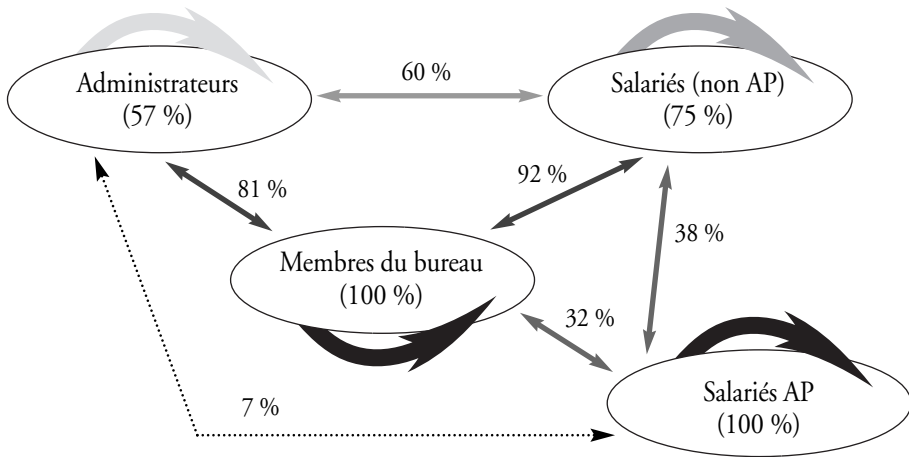 Administrateurs
(57 %)
60 %
Salariés (non AP)
(75 %)
81 %
92 %
38 %
Membres du bureau
(100 %)
32 %
7 %
Salariés AP
(100 %)